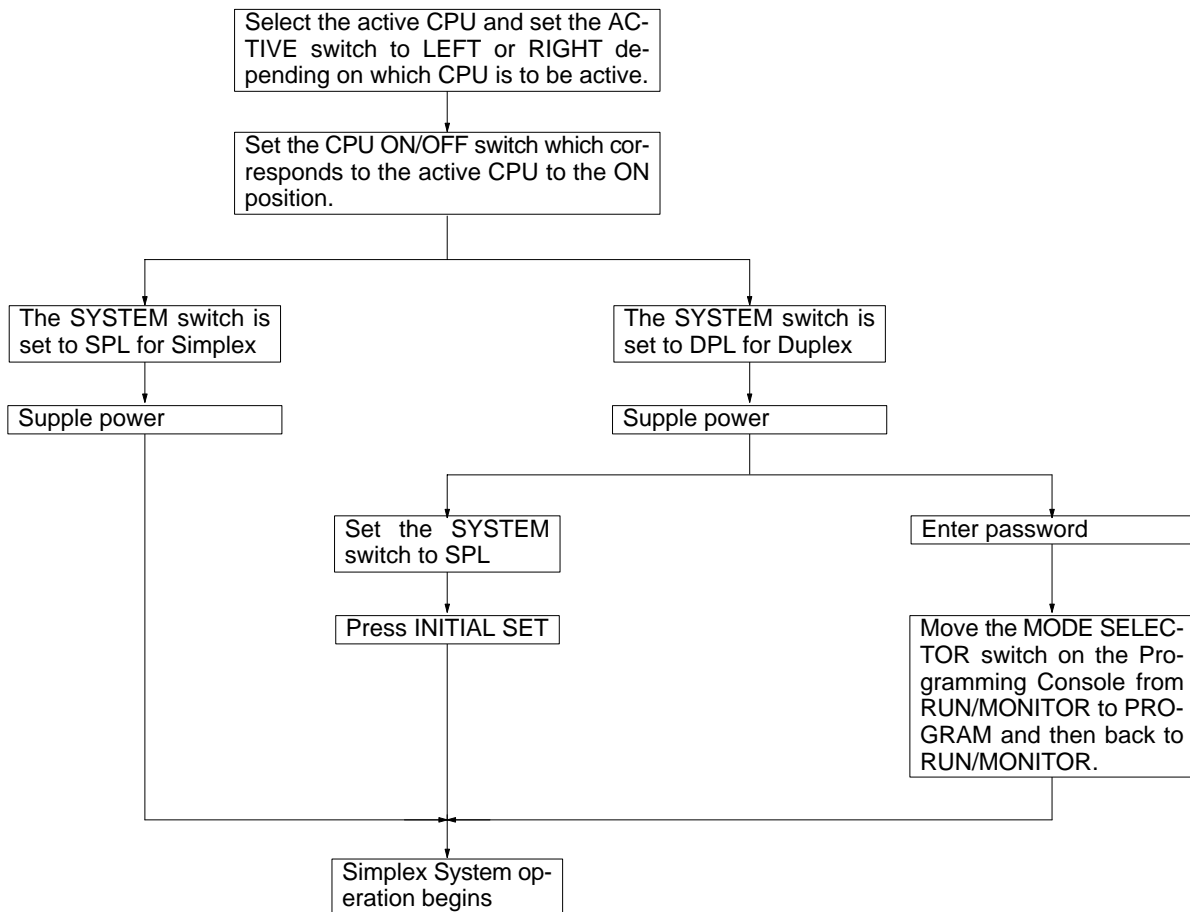 Select the active CPU and set the AC-
TIVE switch to LEFT or RIGHT de-
pending on which CPU is to be active.
Set the CPU ON/OFF switch which cor-
responds to the active CPU to the ON
position.
The SYSTEM switch is
set to SPL for Simplex
The SYSTEM switch is
set to DPL for Duplex
Supple power
Supple power
Set the SYSTEM
switch to SPL
Enter password
Press INITIAL SET
Move the MODE SELEC-
TOR switch on the Pro-
gramming Console from
RUN/MONITOR to PRO-
GRAM and then back to
RUN/MONITOR.
Simplex System op-
eration begins